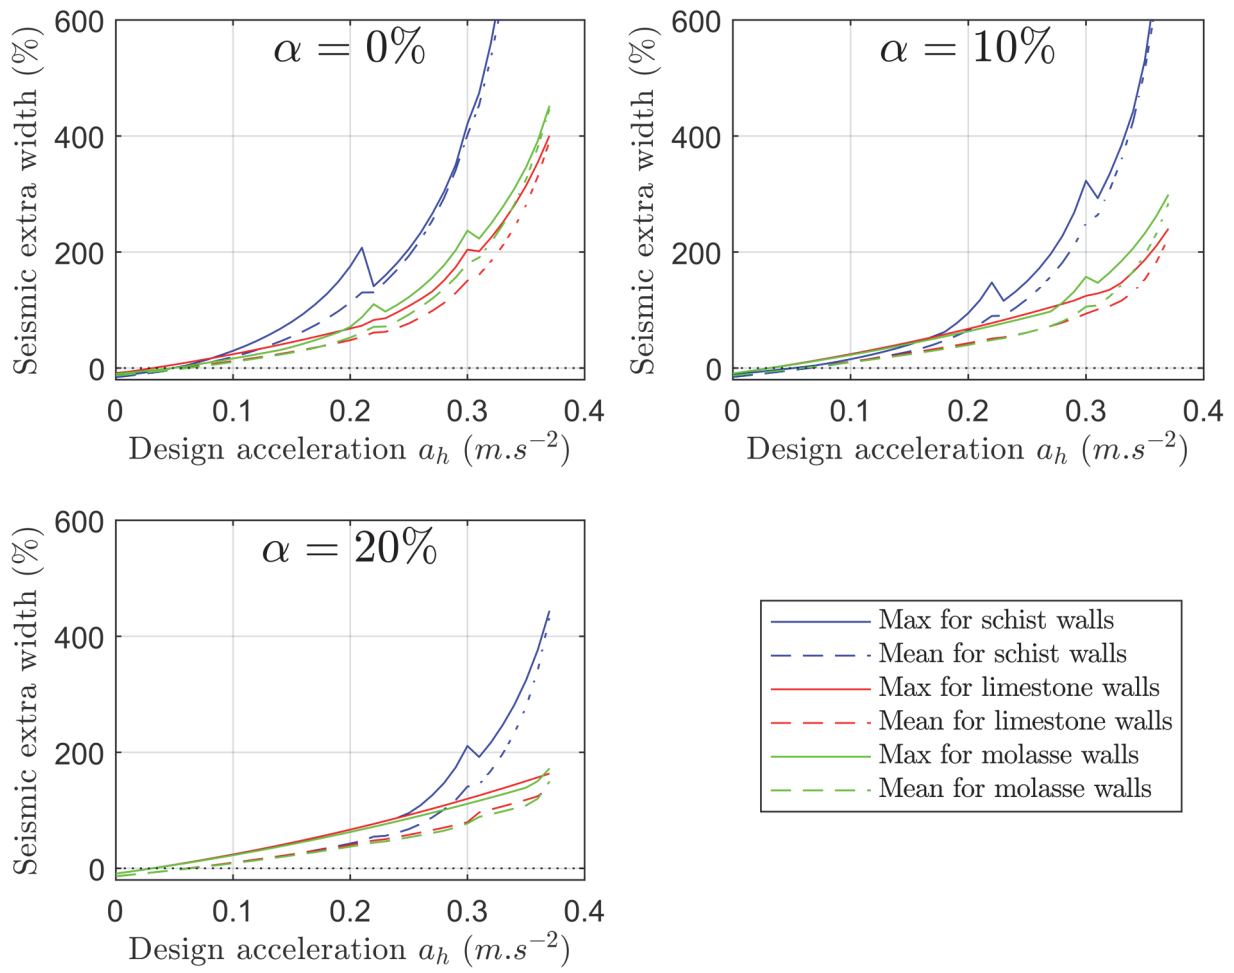 α = 0%
Seismic extra width (%)
600
400
200
0
0 0.1 0.2 0.3 0.4
Design acceleration aₕ (m.s⁻²)
α = 10%
Seismic extra width (%)
600
400
200
0
0 0.1 0.2 0.3 0.4
Design acceleration aₕ (m.s⁻²)
α = 20%
Seismic extra width (%)
600
400
200
0
0 0.1 0.2 0.3 0.4
Design acceleration aₕ (m.s⁻²)
Max for schist walls
Mean for schist walls
Max for limestone walls
Mean for limestone walls
Max for molasse walls
Mean for molasse walls